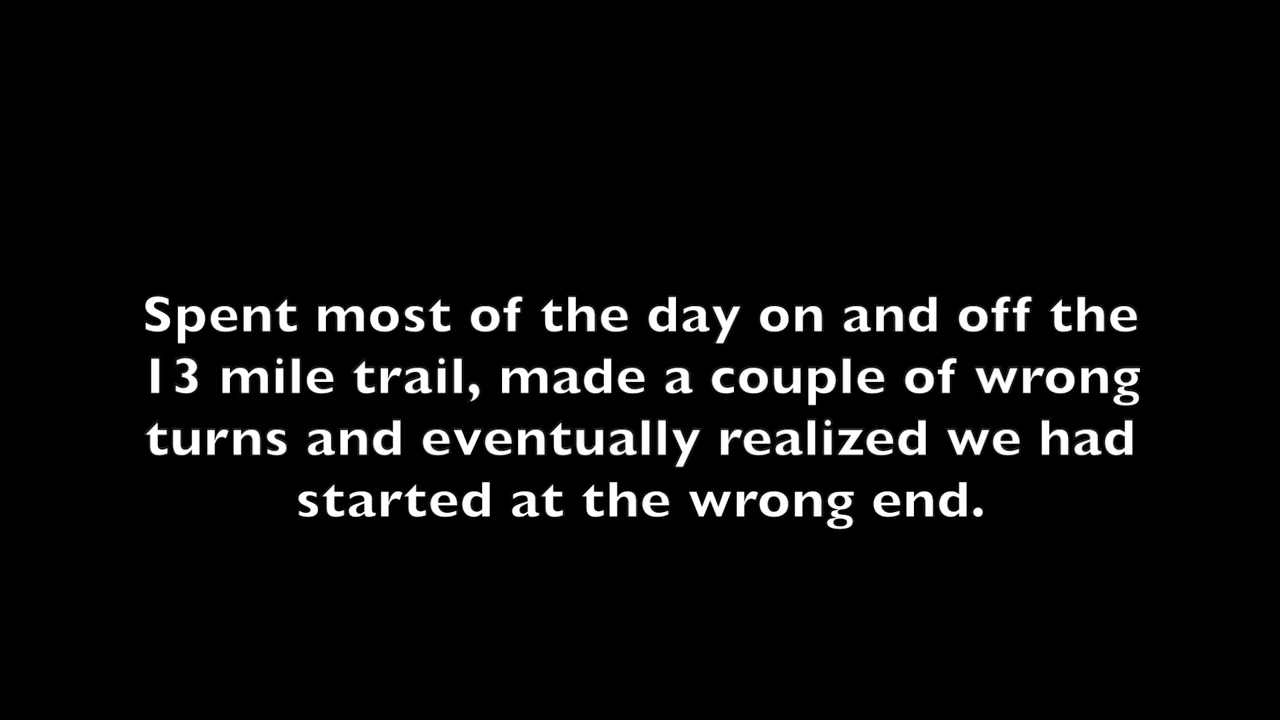 Spent most of the day on and off the
13 mile trail, made a couple of wrong
turns and eventually realized we had
started at the wrong end.